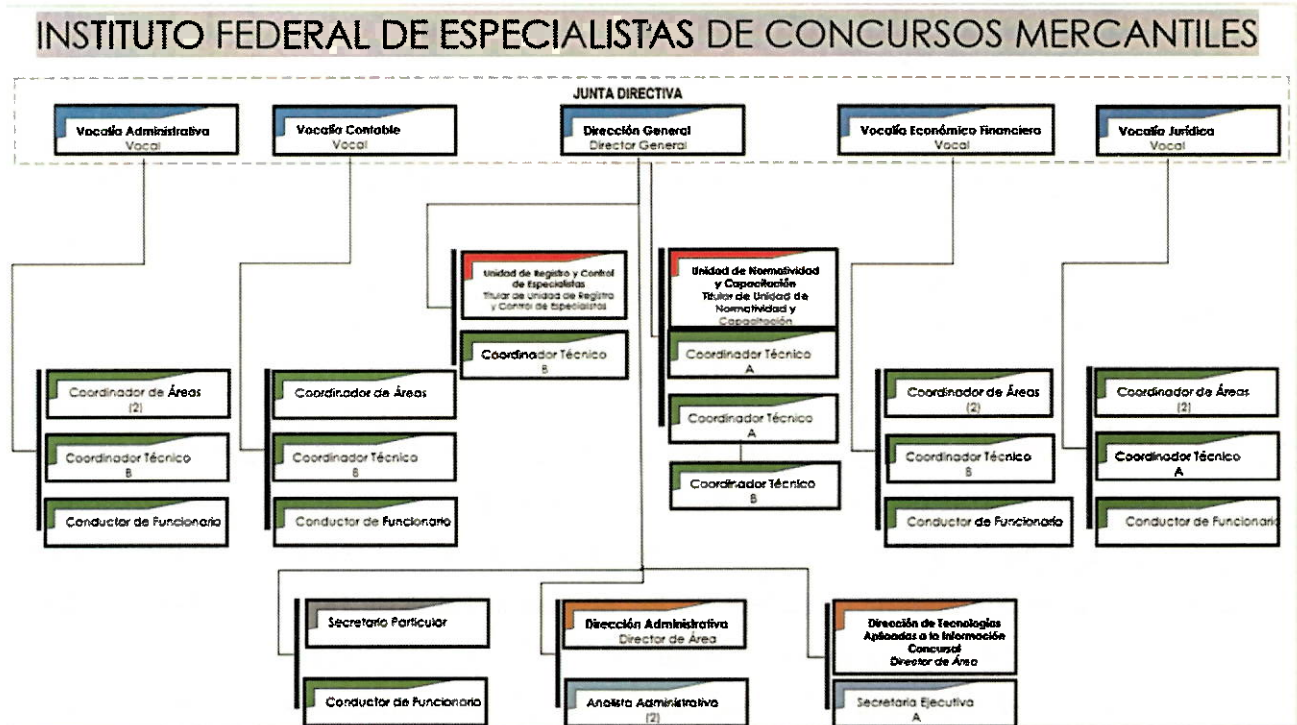 INSTITUTO FEDERAL DE ESPECIALISTAS DE CONCURSOS MERCANTILES
JUNTA DIRECTIVA
Vocalía Administrativa
Vocal
Vocalía Contable
Vocal
Dirección General
Director General
Vocalía Económico Financiera
Vocal
Vocalía Jurídica
Vocal
Unidad de Registro y Control
de Especialistas
Titular de Unidad de Registro
y Control de Especialistas
Coordinador Técnico
B
Unidad de Normatividad
y Capacitación
Titular de Unidad de
Normatividad y
Capacitación
Coordinador Técnico
A
Coordinador Técnico
A
Coordinador Técnico
B
Coordinador de Áreas
(2)
Coordinador Técnico
B
Conductor de Funcionario
Coordinador de Áreas
Coordinador Técnico
B
Conductor de Funcionario
Coordinador de Áreas
(2)
Coordinador Técnico
B
Conductor de Funcionario
Coordinador de Áreas
(2)
Coordinador Técnico
A
Conductor de Funcionario
Secretario Particular
Conductor de Funcionario
Dirección Administrativa
Director de Área
Analista Administrativo
(2)
Dirección de Tecnologías
Aplicadas a la Información
Concursal
Director de Área
Secretaria Ejecutiva
A